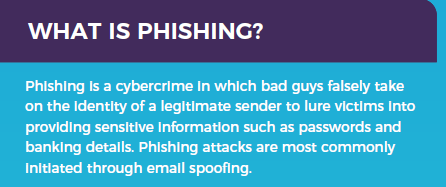 WHAT IS PHISHING?
Phishing is a cybercrime in which bad guys falsely take
on the identity of a legitimate sender to lure victims into
providing sensitive information such as passwords and
banking details. Phishing attacks are most commonly
initiated through email spoofing.